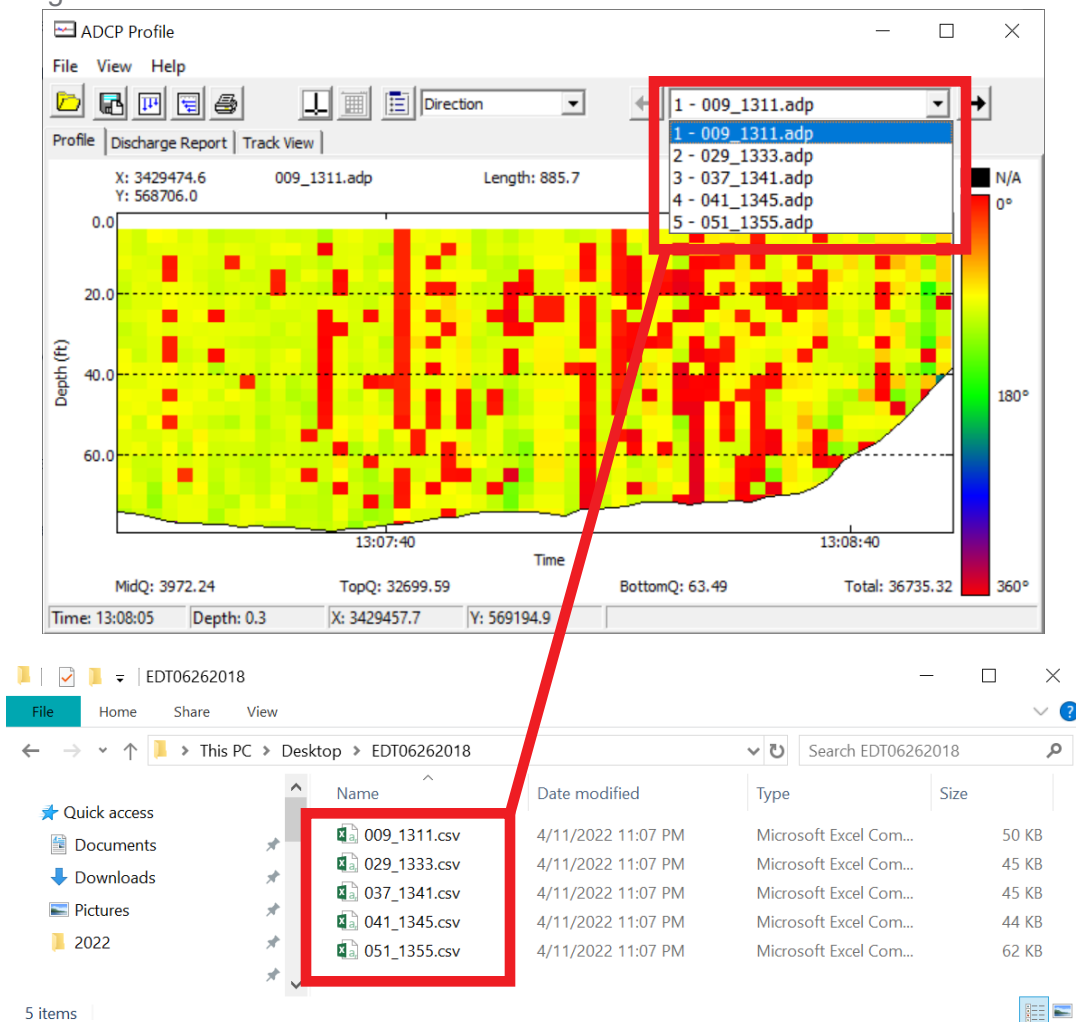 ADCP Profile
File View Help
Direction
1 - 009_1311.adp
1 - 009_1311.adp
2 - 029_1333.adp
3 - 037_1341.adp
4 - 041_1345.adp
5 - 051_1355.adp
Profile Discharge Report Track View
X: 3429474.6 009_1311.adp Length: 885.7
Y: 568706.0
N/A
0°
180°
360°
0.0
20.0
40.0
60.0
Depth (ft)
13:07:40 13:08:40
Time
MidQ: 3972.24 TopQ: 32699.59 BottomQ: 63.49 Total: 36735.32
Time: 13:08:05 Depth: 0.3 X: 3429457.7 Y: 569194.9
EDT06262018
File Home Share View
This PC > Desktop > EDT06262018
Search EDT06262018
Quick access
Documents
Downloads
Pictures
2022
Name Date modified Type Size
009_1311.csv 4/11/2022 11:07 PM Microsoft Excel Com... 50 KB
029_1333.csv 4/11/2022 11:07 PM Microsoft Excel Com... 45 KB
037_1341.csv 4/11/2022 11:07 PM Microsoft Excel Com... 45 KB
041_1345.csv 4/11/2022 11:07 PM Microsoft Excel Com... 44 KB
051_1355.csv 4/11/2022 11:07 PM Microsoft Excel Com... 62 KB
5 items